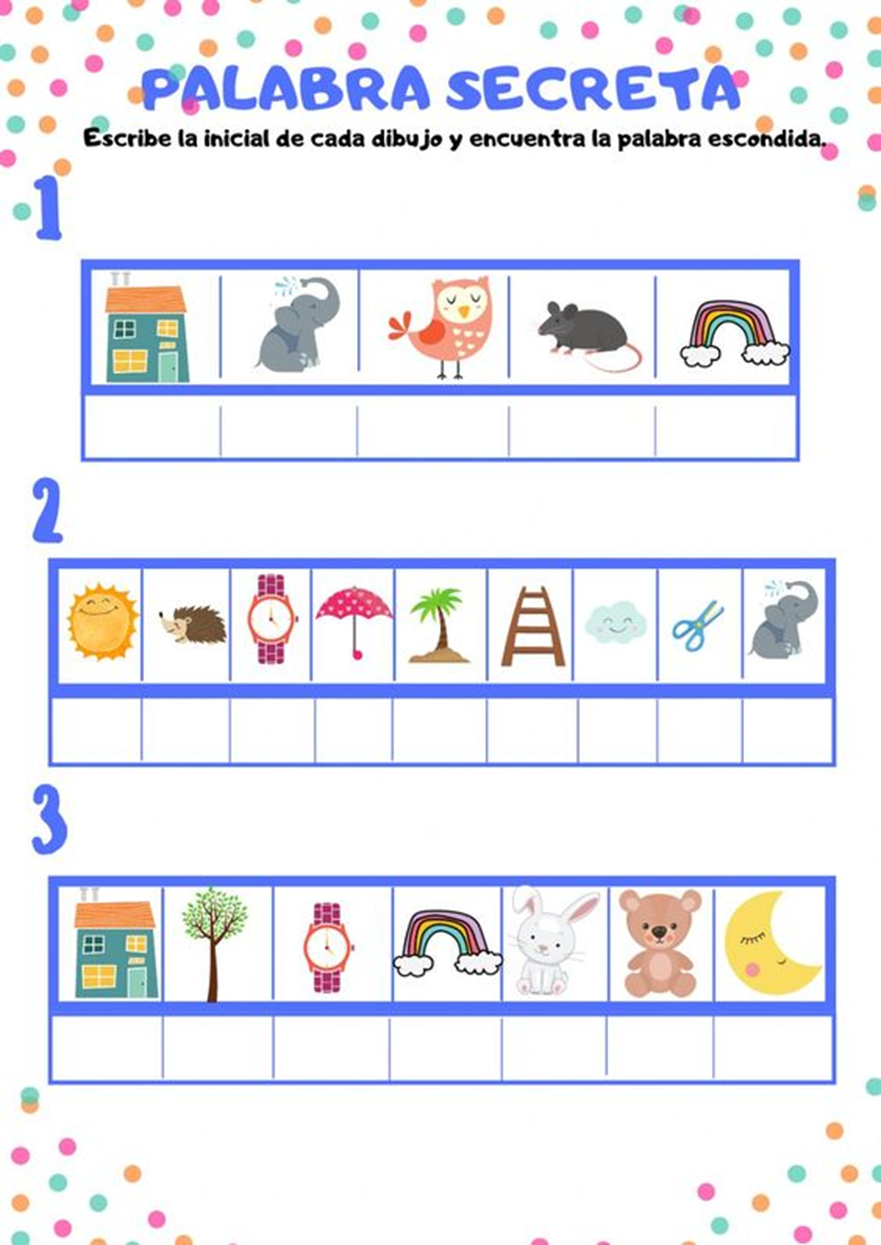 PALABRA SECRETA
Escribe la inicial de cada dibujo y encuentra la palabra escondida.
1
2
3